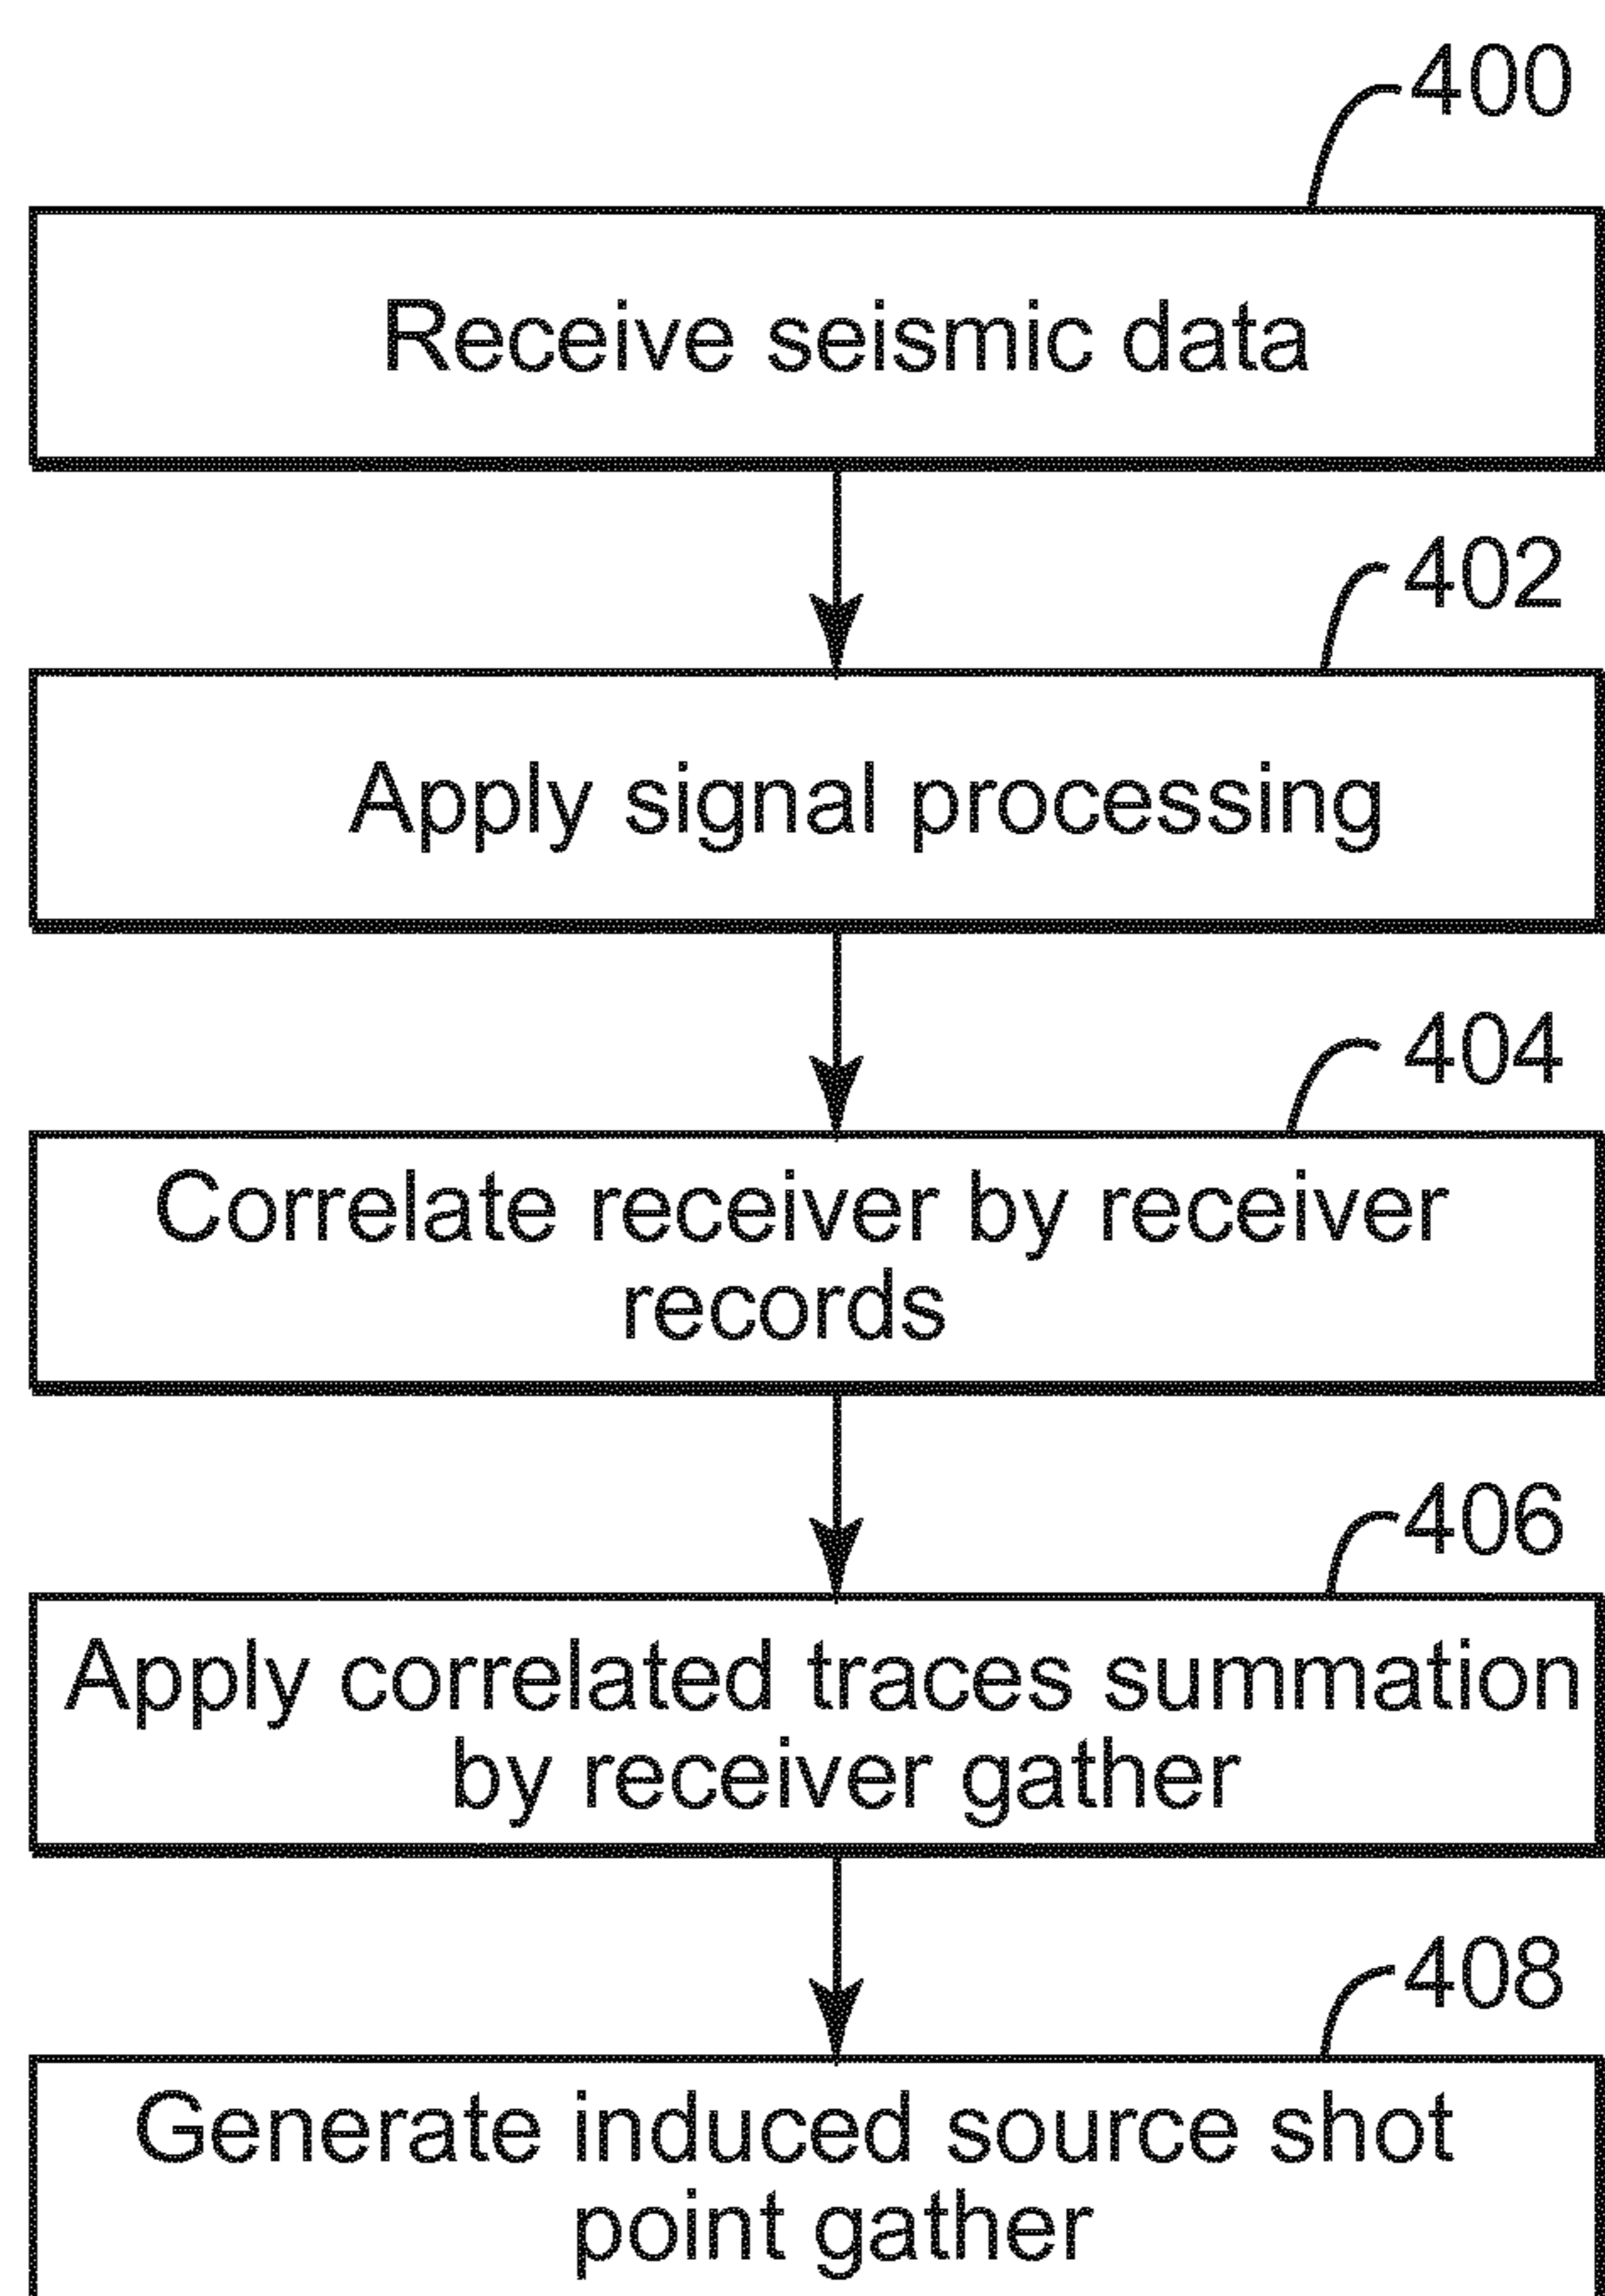 400
Receive seismic data
402
Apply signal processing
404
Correlate receiver by receiver
records
406
Apply correlated traces summation
by receiver gather
408
Generate induced source shot
point gather